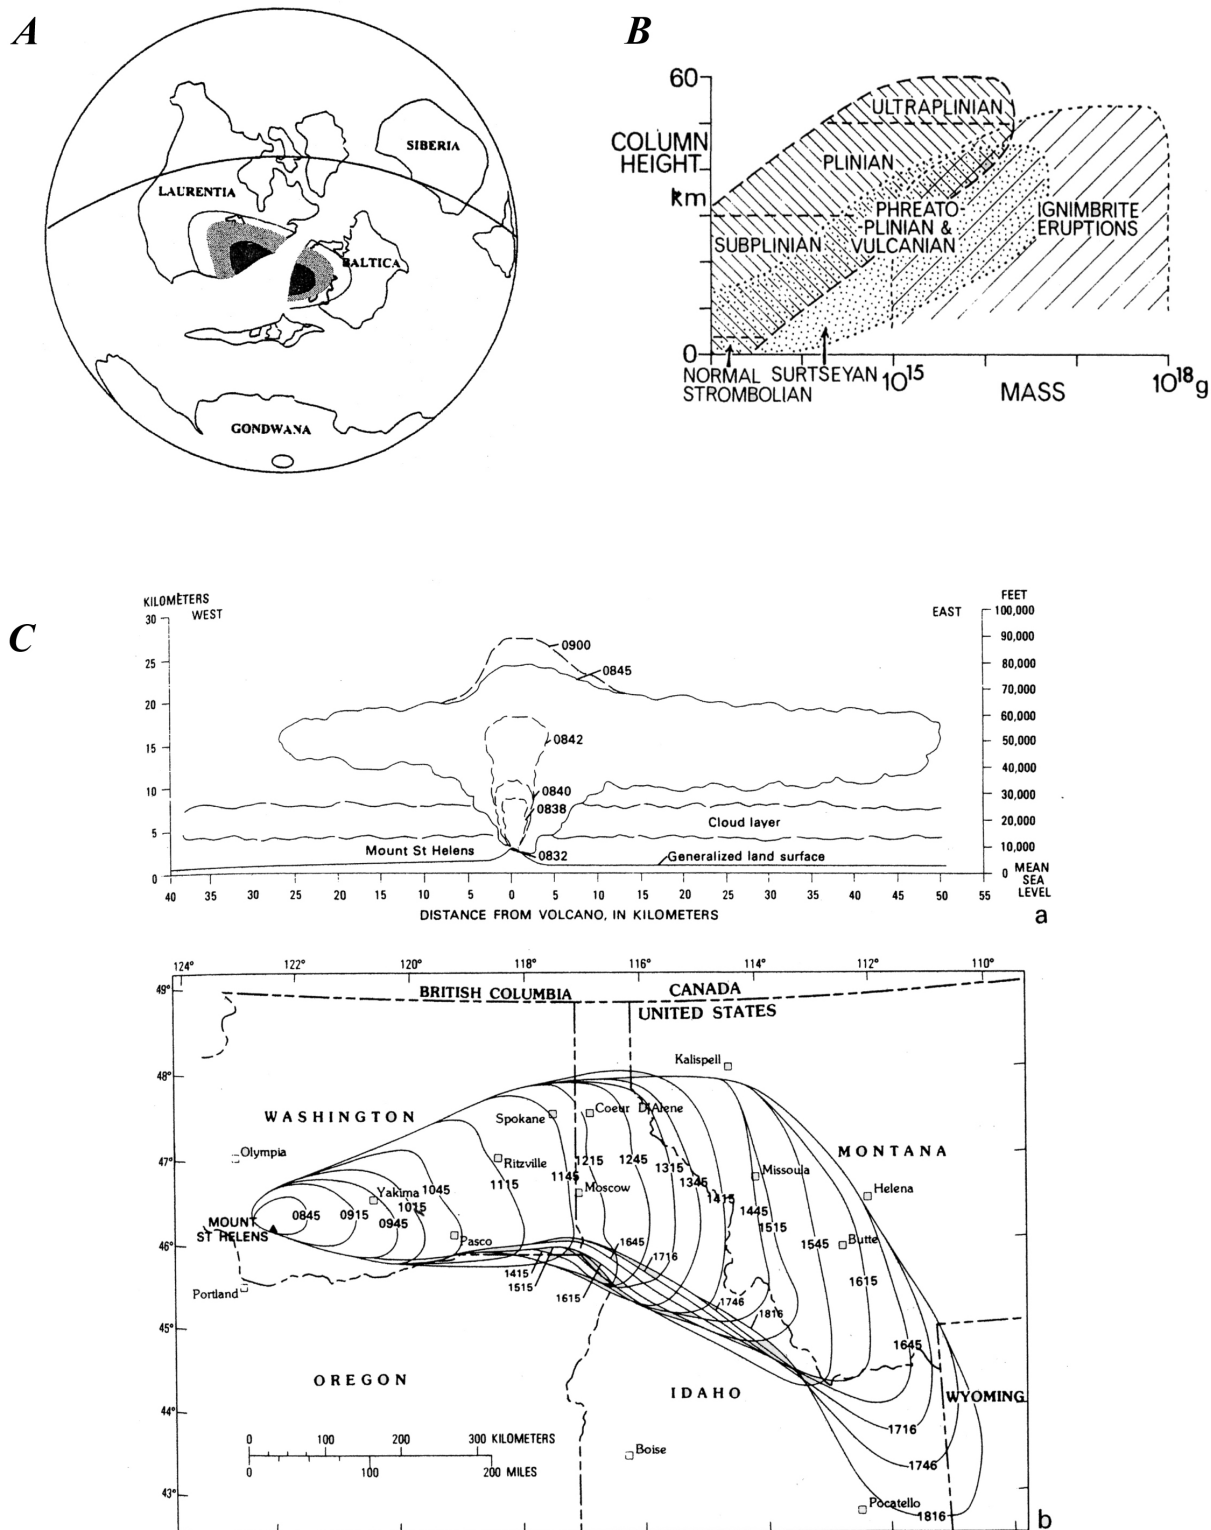 A
LAURENTIA
SIBERIA
BALTICA
GONDWANA
B
60
COLUMN
HEIGHT
km
0
ULTRAPLINIAN
PLINIAN
SUBPLINIAN
PHREATO
-PLINIAN &
VULCANIAN
IGNIMBRITE
ERUPTIONS
NORMAL
STROMBOLIAN
SURTSEYAN
10¹⁵
MASS
10¹⁸g
C
KILOMETERS
WEST
EAST
FEET
30
25
20
15
10
5
0
100,000
90,000
80,000
70,000
60,000
50,000
40,000
30,000
20,000
10,000
0 MEAN
SEA
LEVEL
0900
0845
0842
0840
0838
0832
Cloud layer
Mount St Helens
Generalized land surface
40 35 30 25 20 15 10 5 0 5 10 15 20 25 30 35 40 45 50 55
DISTANCE FROM VOLCANO, IN KILOMETERS
a
124° 122° 120° 118° 116° 114° 112° 110°
49°
48°
47°
46°
45°
44°
43°
BRITISH COLUMBIA
CANADA
UNITED STATES
Kalispell
WASHINGTON
Spokane
Coeur D'Alene
MONTANA
Olympia
Ritzville
Missoula
Helena
Yakima
Moscow
MOUNT
ST HELENS
Pasco
Butte
Portland
0845
0915
0945
1015
1045
1115
1145
1215
1245
1315
1345
1415
1445
1515
1545
1615
1645
1716
1746
1816
1415
1515
1615
1645
1716
1746
1816
OREGON
IDAHO
WYOMING
Boise
Pocatello
0 100 200 300 KILOMETERS
0 100 200 MILES
b